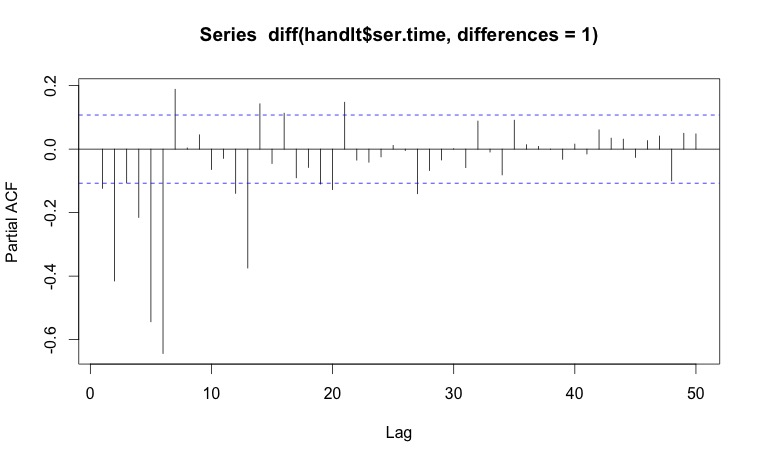 Series  diff(handlt$ser.time, differences = 1)
Partial ACF
0.2
0.0
-0.2
-0.4
-0.6
0 10 20 30 40 50
Lag